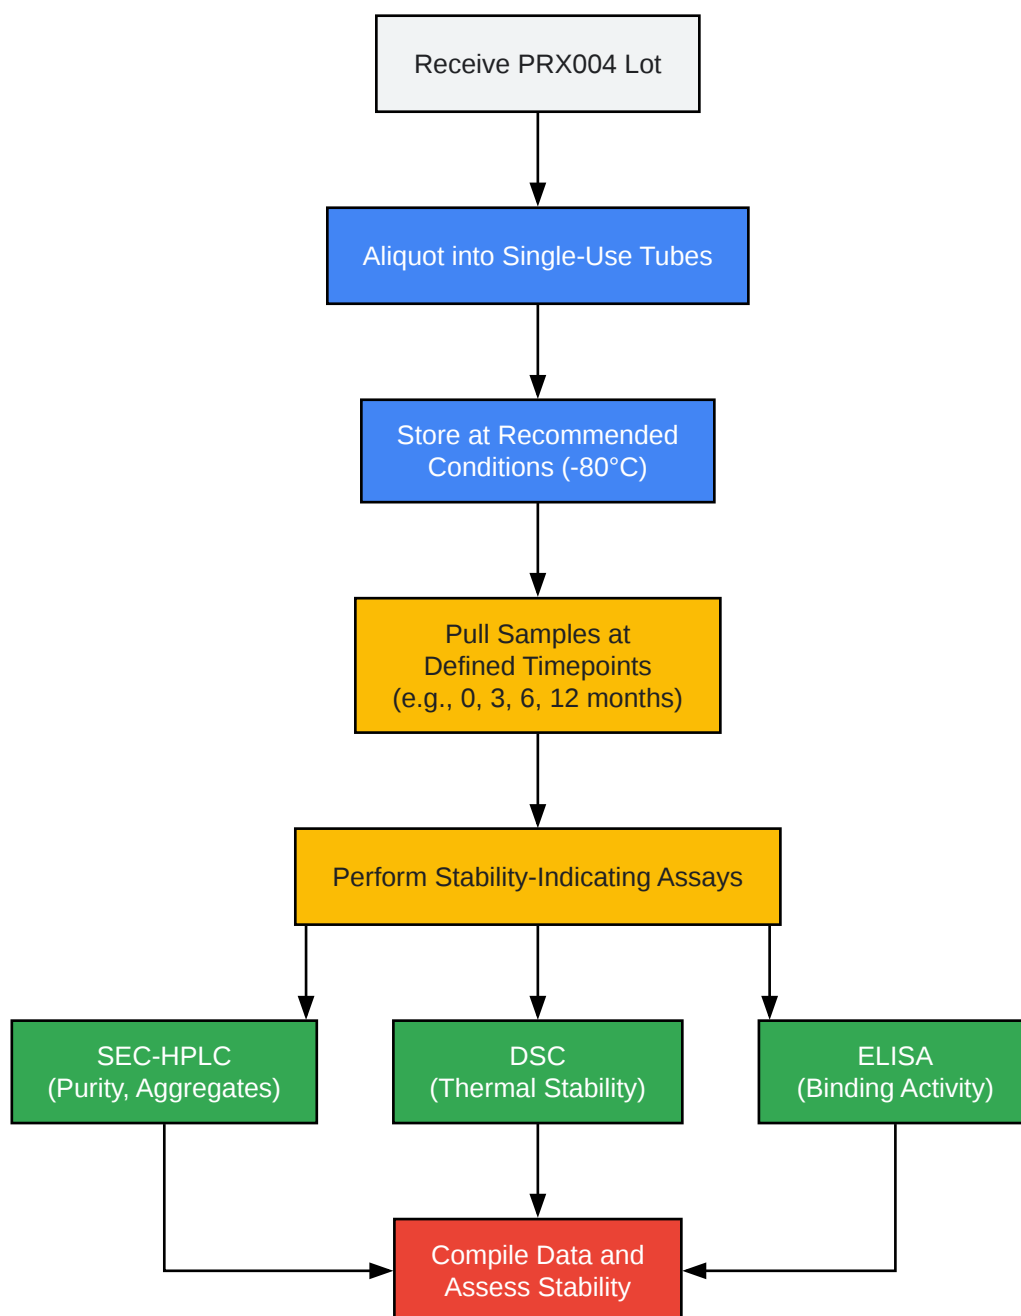 Receive PRX004 Lot
Aliquot into Single-Use Tubes
Store at Recommended
Conditions (-80°C)
Pull Samples at
Defined Timepoints
(e.g., 0, 3, 6, 12 months)
Perform Stability-Indicating Assays
SEC-HPLC
(Purity, Aggregates)
DSC
(Thermal Stability)
ELISA
(Binding Activity)
Compile Data and
Assess Stability